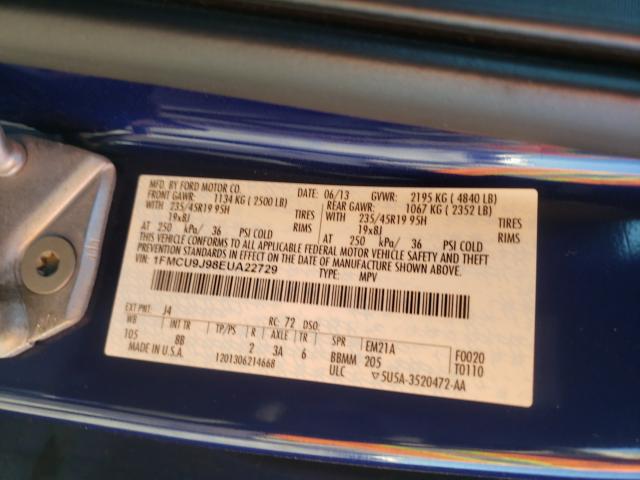 MFD. BY FORD MOTOR CO.
DATE: 06/13 GVWR: 2195 KG ( 4840 LB)
FRONT GAWR: 1134 KG ( 2500 LB) REAR GAWR: 1067 KG ( 2352 LB)
WITH 235/45R19 95H TIRES WITH 235/45R19 95H TIRES
19x8J RIMS 19x8J RIMS
AT 250 kPa/ 36 PSI COLD AT 250 kPa/ 36 PSI COLD
THIS VEHICLE CONFORMS TO ALL APPLICABLE FEDERAL MOTOR VEHICLE SAFETY, BUMPER,
AND THEFT PREVENTION STANDARDS IN EFFECT ON THE DATE OF MANUFACTURE SHOWN ABOVE.
VIN: 1FMCU9J98EUA22729
TYPE: MPV
EXT PNT: J4 RC: 72 DSO:
WB INT TR TP/PS R AXLE TR SPR EM21A F0020
105 8B 2 3A 6 BBMM 205 T0110
MADE IN U.S.A. 1201306214668 ULC 5U5A-3520472-AA